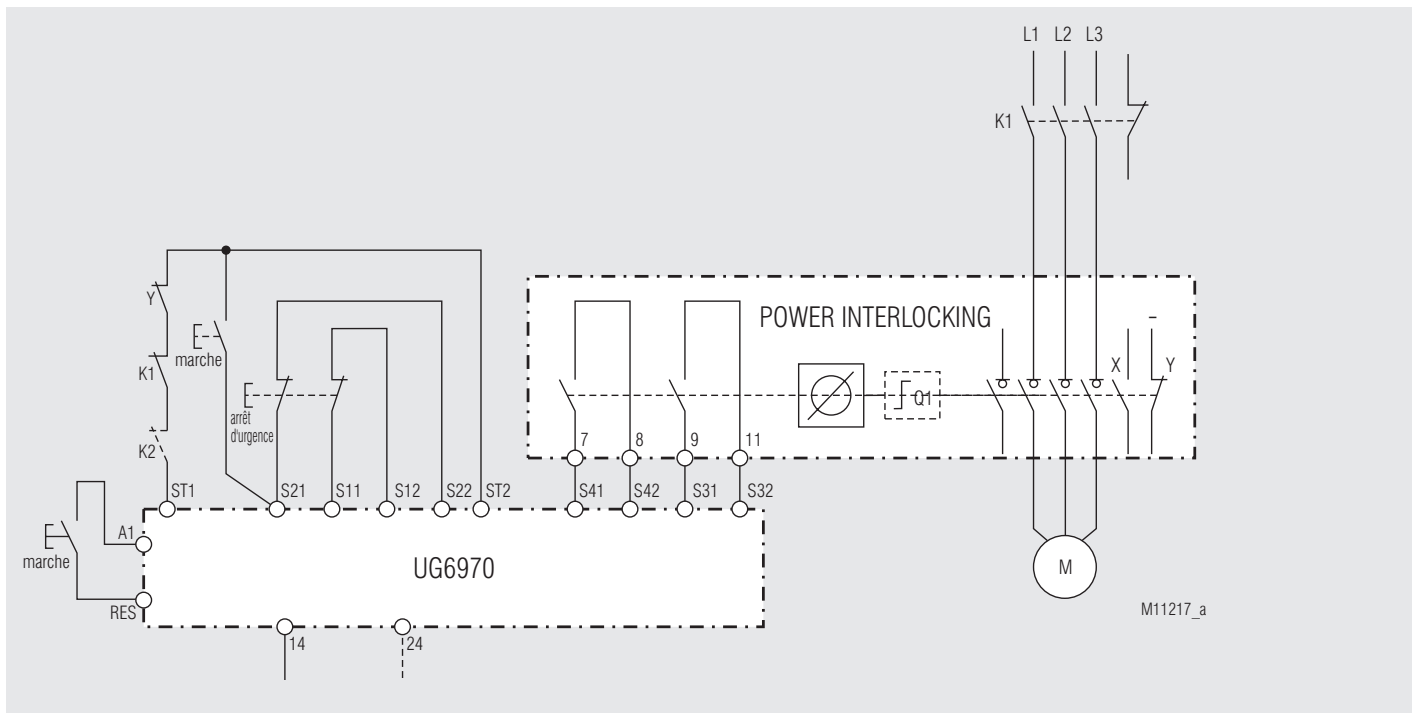 L1 L2 L3
K1
POWER INTERLOCKING
–
Y
marche
K1
X
Y
Q1
arrêt
d'urgence
K2
7 8 9 11
ST1 S21 S11 S12 S22 ST2 S41 S42 S31 S32
A1
marche
UG6970
M
RES
M11217_a
14 24